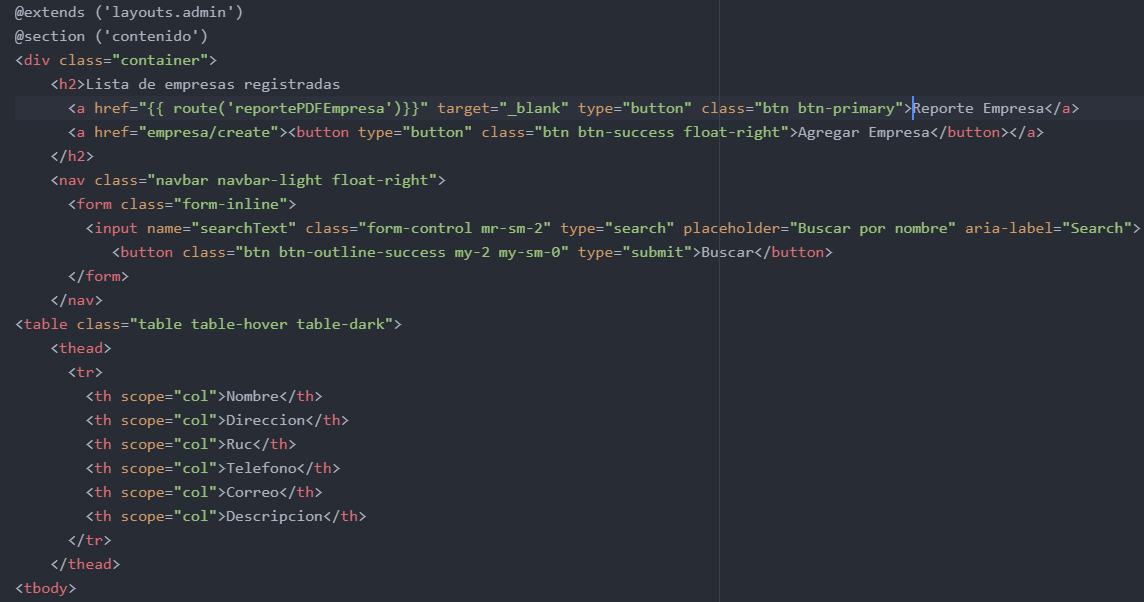 @extends ('layouts.admin')
@section ('contenido')
<div class="container">
    <h2>Lista de empresas registradas
      <a href="{{ route('reportePDFEmpresa')}}" target="_blank" type="button" class="btn btn-primary">Reporte Empresa</a>
      <a href="empresa/create"><button type="button" class="btn btn-success float-right">Agregar Empresa</button></a>
    </h2>
    <nav class="navbar navbar-light float-right">
      <form class="form-inline">
        <input name="searchText" class="form-control mr-sm-2" type="search" placeholder="Buscar por nombre" aria-label="Search">
           <button class="btn btn-outline-success my-2 my-sm-0" type="submit">Buscar</button>
      </form>
    </nav>
<table class="table table-hover table-dark">
    <thead>
      <tr>
        <th scope="col">Nombre</th>
        <th scope="col">Direccion</th>
        <th scope="col">Ruc</th>
        <th scope="col">Telefono</th>
        <th scope="col">Correo</th>
        <th scope="col">Descripcion</th>
      </tr>
    </thead>
<tbody>